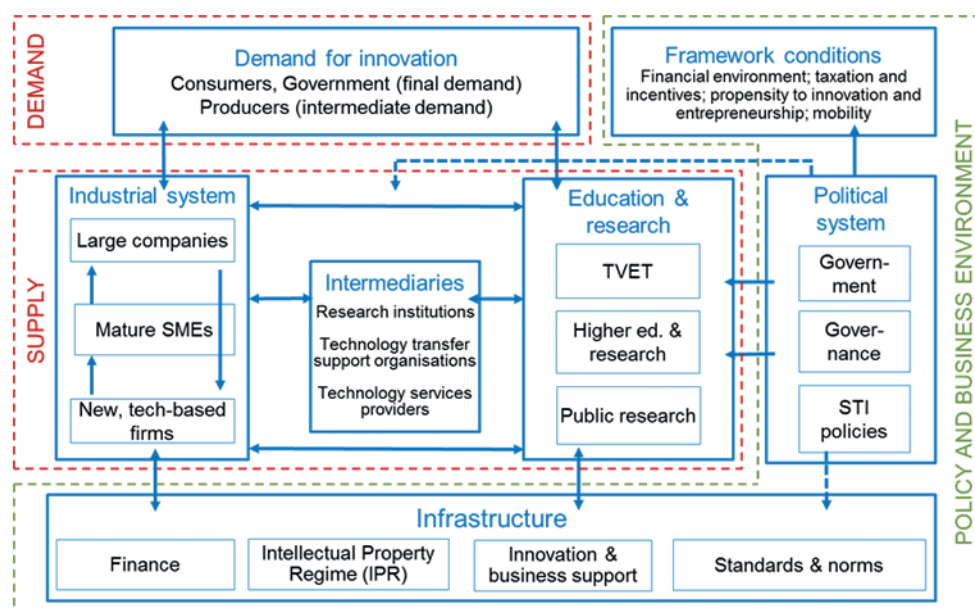 DEMAND
Demand for innovation
Consumers, Government (final demand)
Producers (intermediate demand)
Framework conditions
Financial environment; taxation and
incentives; propensity to innovation and
entrepreneurship; mobility
SUPPLY
Industrial system
Large companies
Mature SMEs
New, tech-based
firms
Intermediaries
Research institutions
Technology transfer
support organisations
Technology services
providers
Education &
research
TVET
Higher ed. &
research
Public research
Political
system
Govern-
ment
Gover-
nance
STI
policies
POLICY AND BUSINESS ENVIRONMENT
Infrastructure
Finance
Intellectual Property
Regime (IPR)
Innovation &
business support
Standards & norms